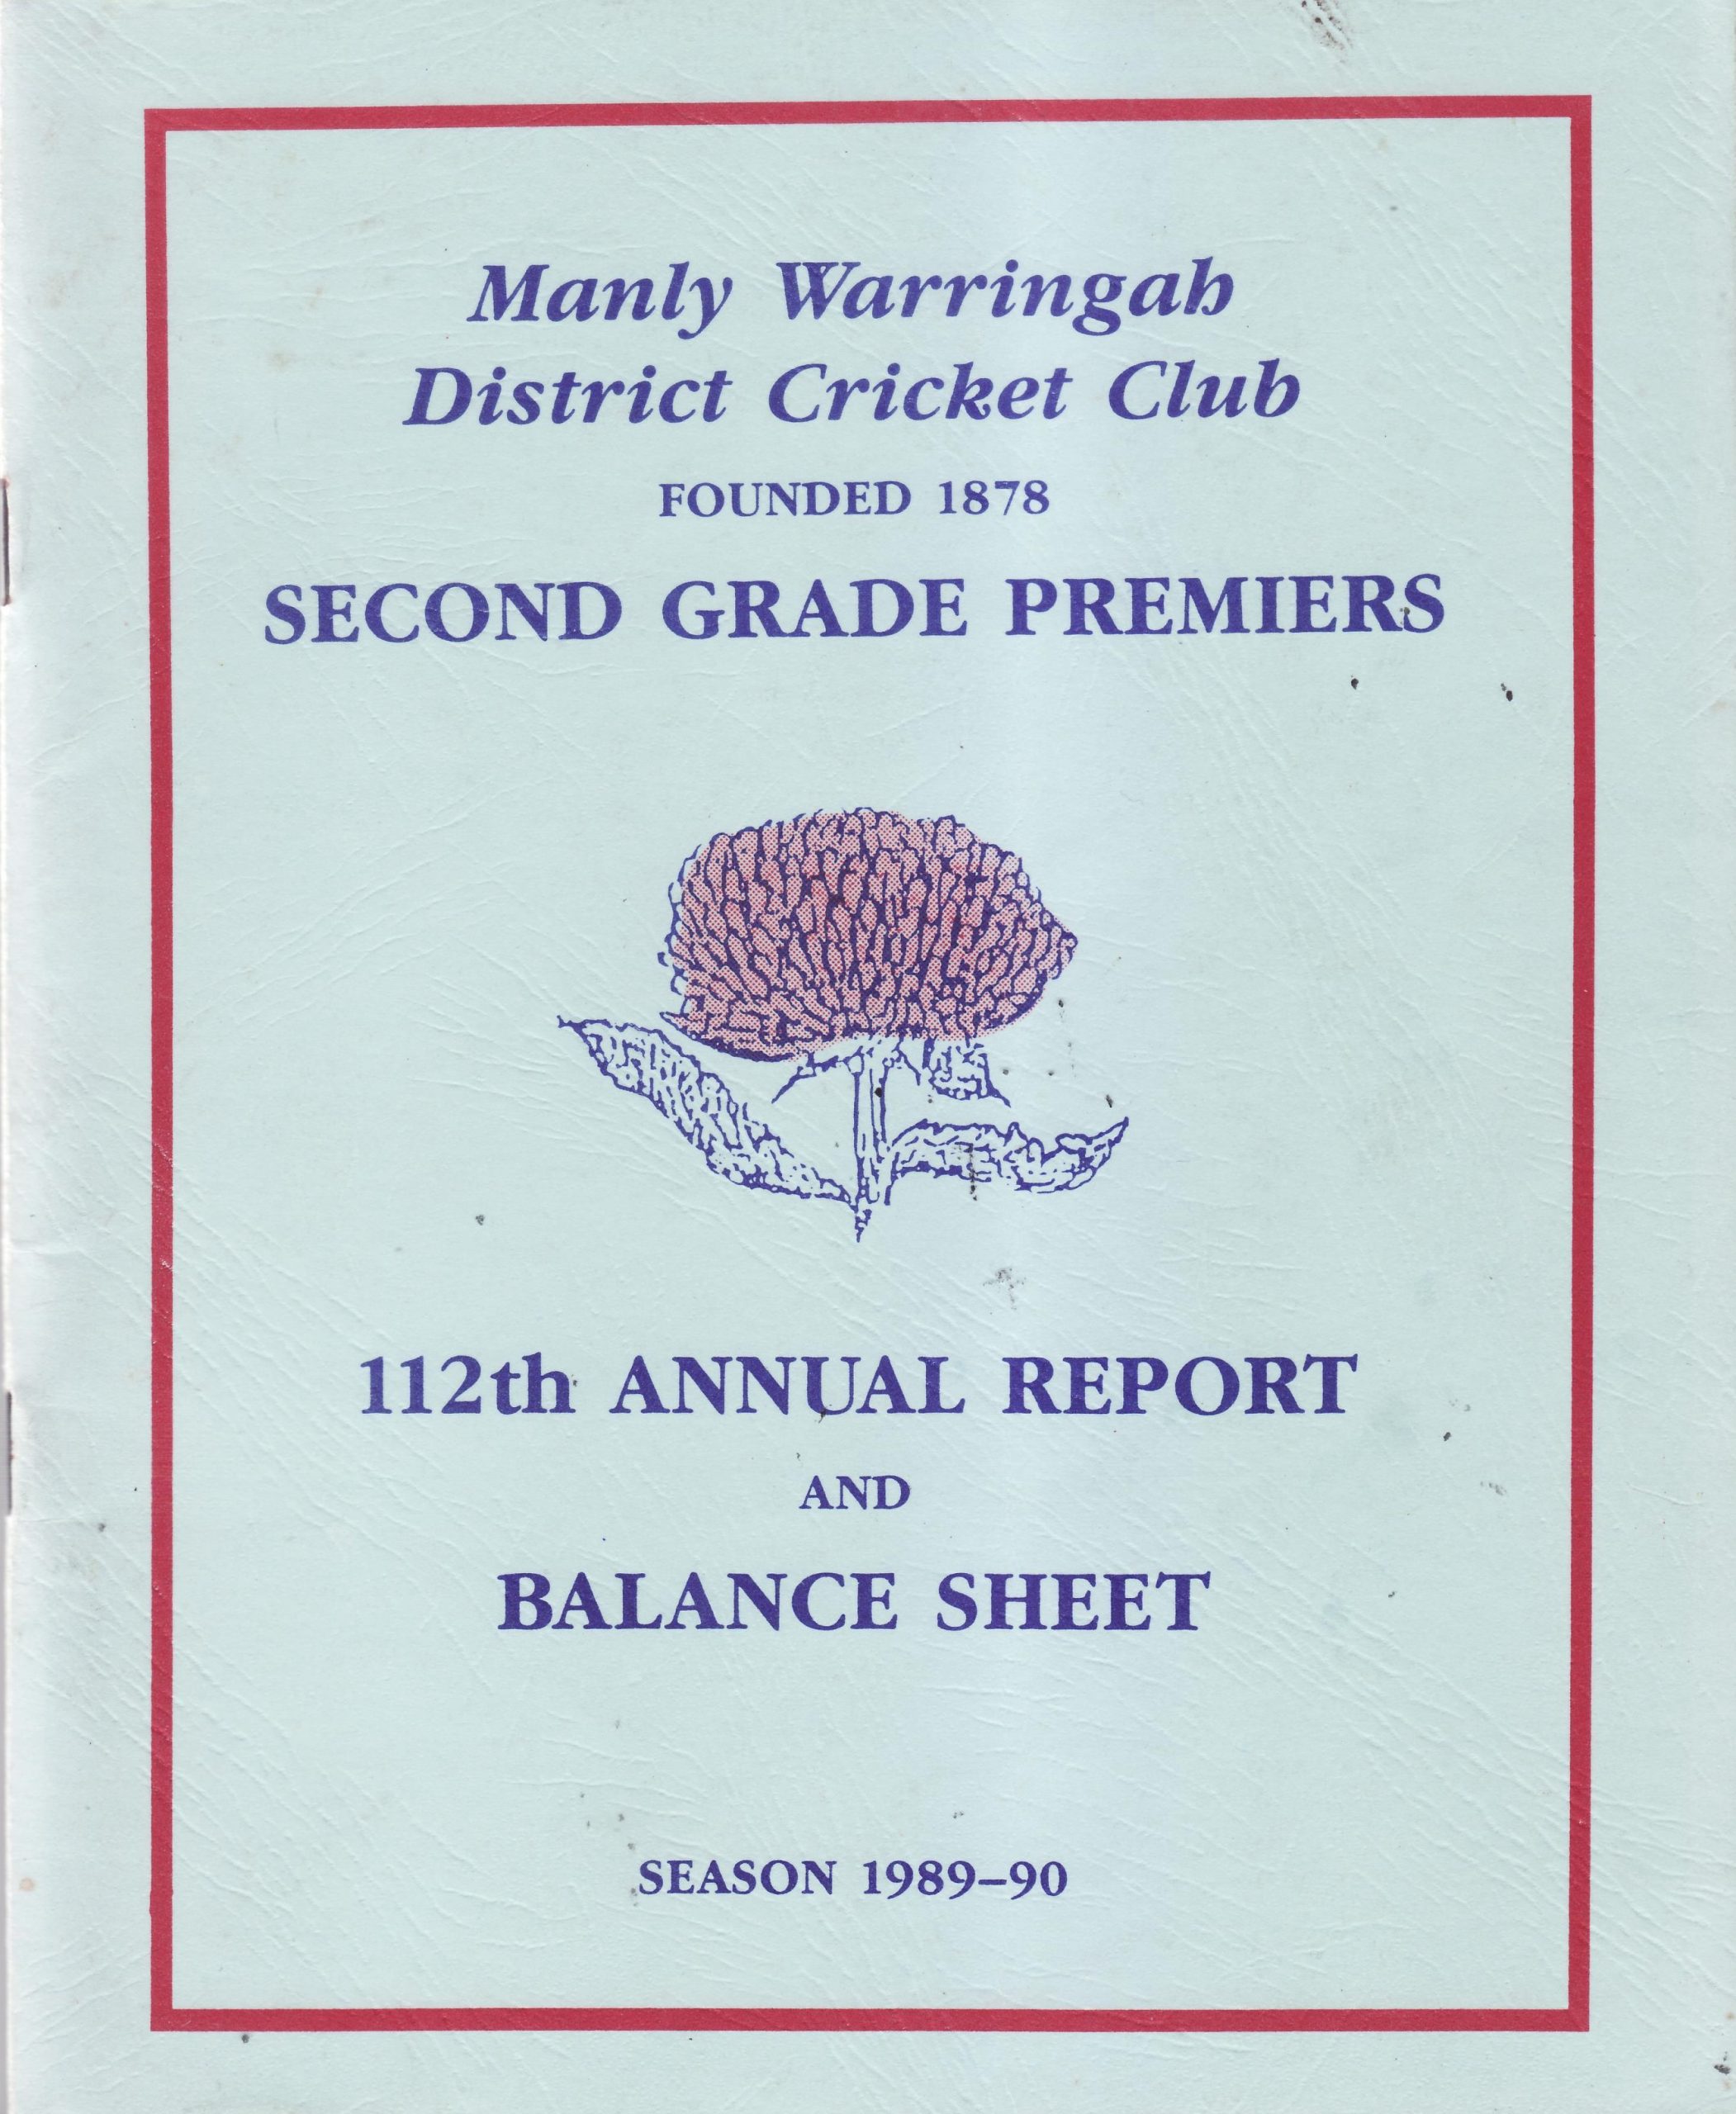 Manly Warringah
District Cricket Club
FOUNDED 1878
SECOND GRADE PREMIERS
112th ANNUAL REPORT
AND
BALANCE SHEET
SEASON 1989–90